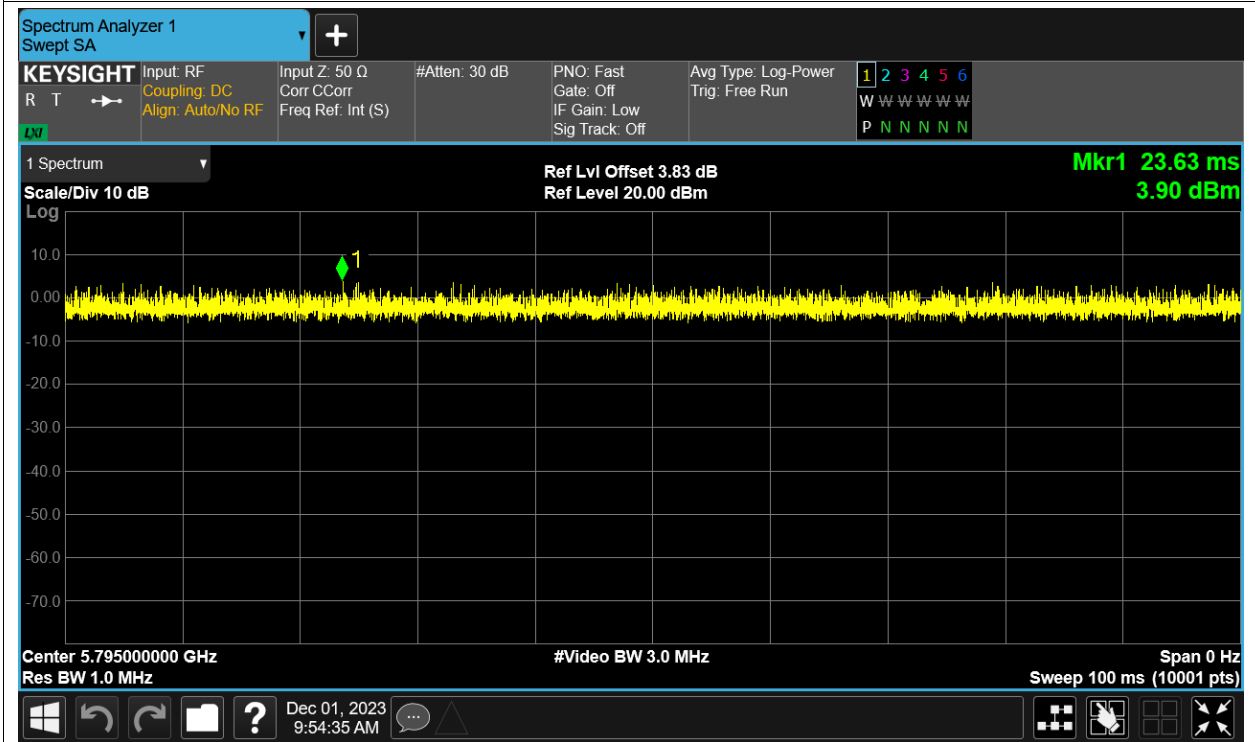 Spectrum Analyzer 1
Swept SA
+
KEYSIGHT
R T
LXI
Input: RF
Coupling: DC
Align: Auto/No RF
Input Z: 50 Ω
Corr CCorr
Freq Ref: Int (S)
#Atten: 30 dB
PNO: Fast
Gate: Off
IF Gain: Low
Sig Track: Off
Avg Type: Log-Power
Trig: Free Run
1 2 3 4 5 6
W W W W W W
P N N N N N
1 Spectrum
Scale/Div 10 dB
Ref Lvl Offset 3.83 dB
Ref Level 20.00 dBm
Mkr1 23.63 ms
3.90 dBm
Log
1
10.0
0.00
-10.0
-20.0
-30.0
-40.0
-50.0
-60.0
-70.0
Center 5.795000000 GHz
#Video BW 3.0 MHz
Span 0 Hz
Res BW 1.0 MHz
Sweep 100 ms (10001 pts)
?
Dec 01, 2023
9:54:35 AM